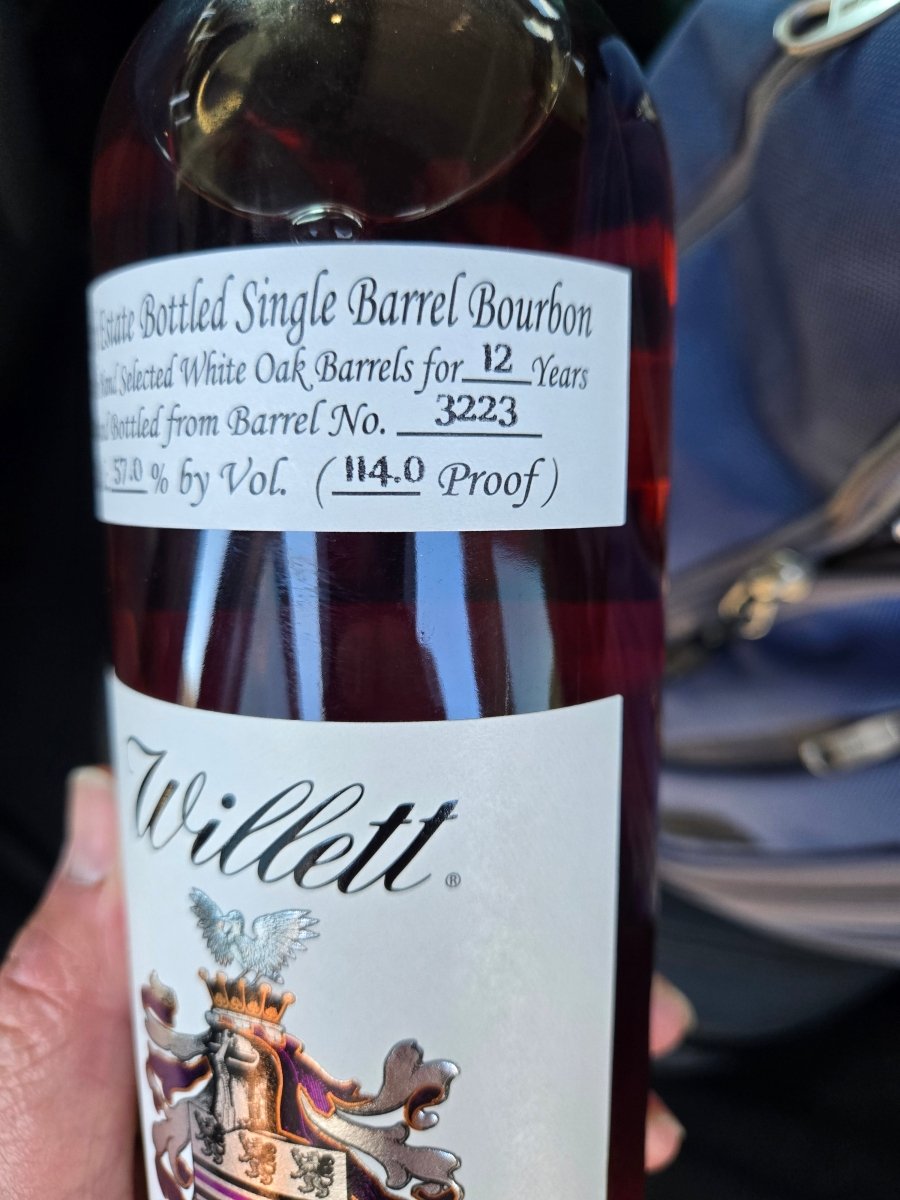 Estate Bottled Single Barrel Bourbon
Selected White Oak Barrels for 12 Years
Bottled from Barrel No. 3223
57.0 % by Vol. (114.0 Proof)
Willett®